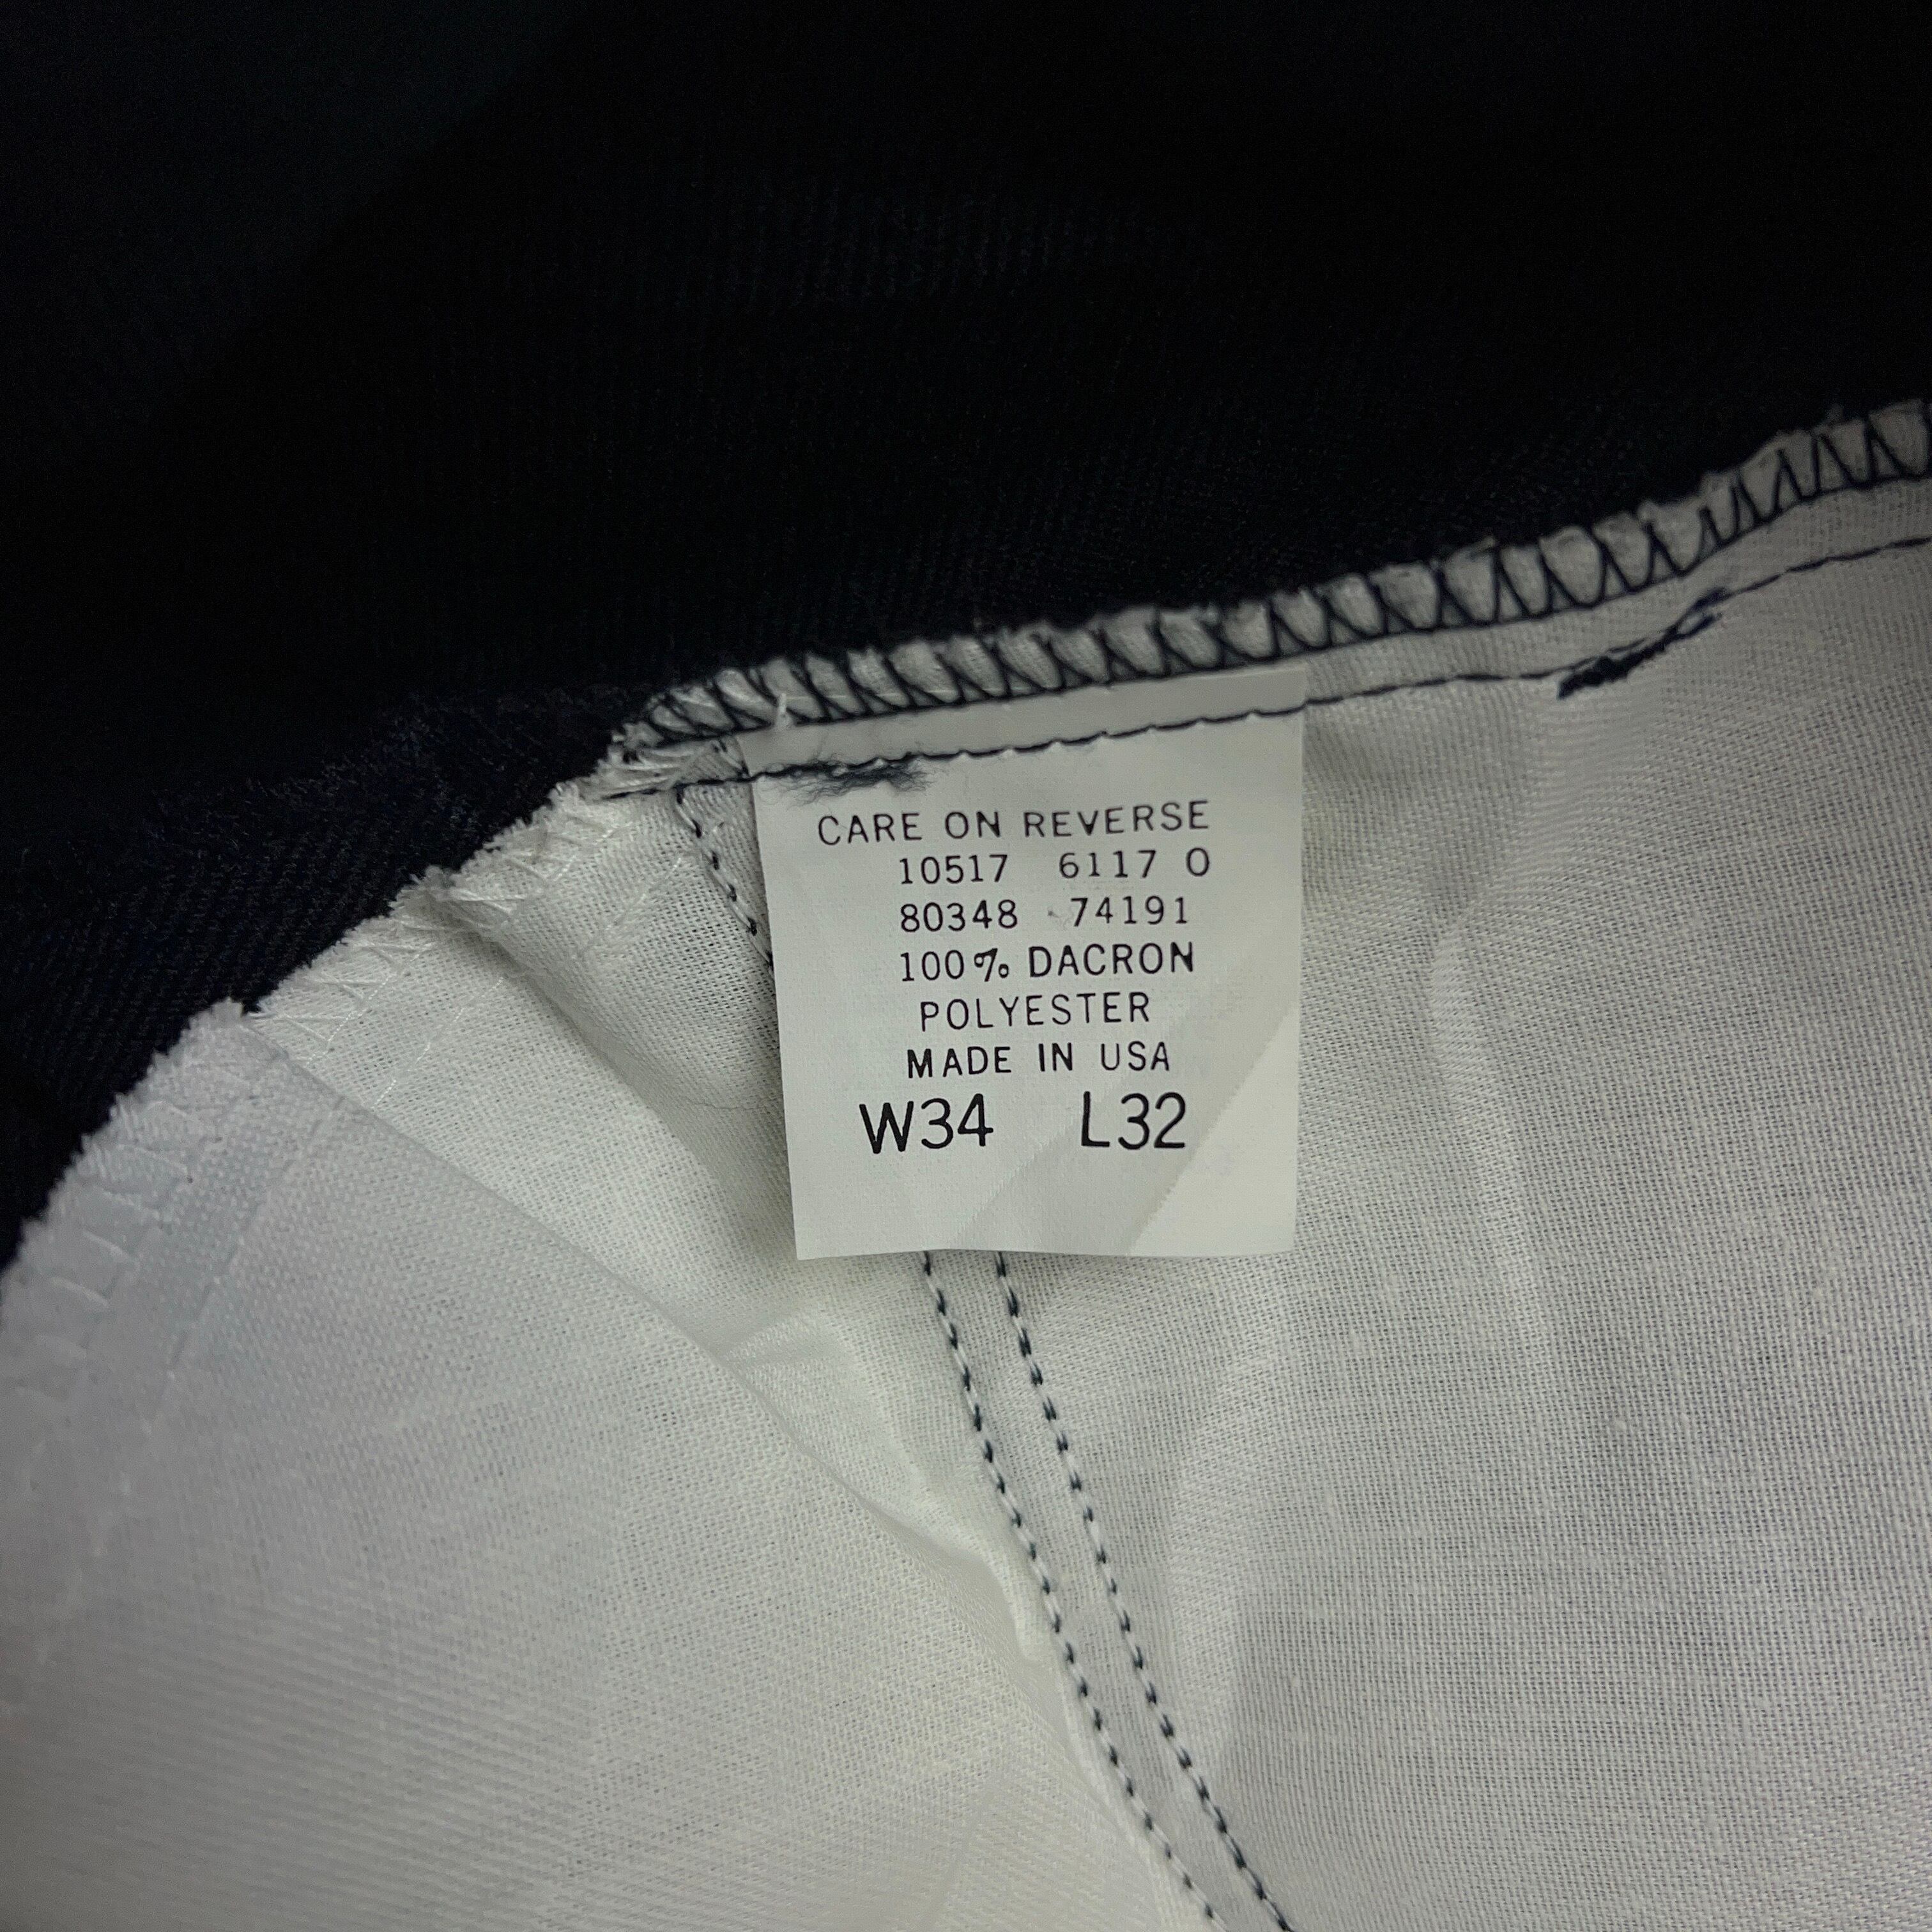 CARE ON REVERSE
10517 6117 0
80348 74191
100% DACRON
POLYESTER
MADE IN USA
W34 L32